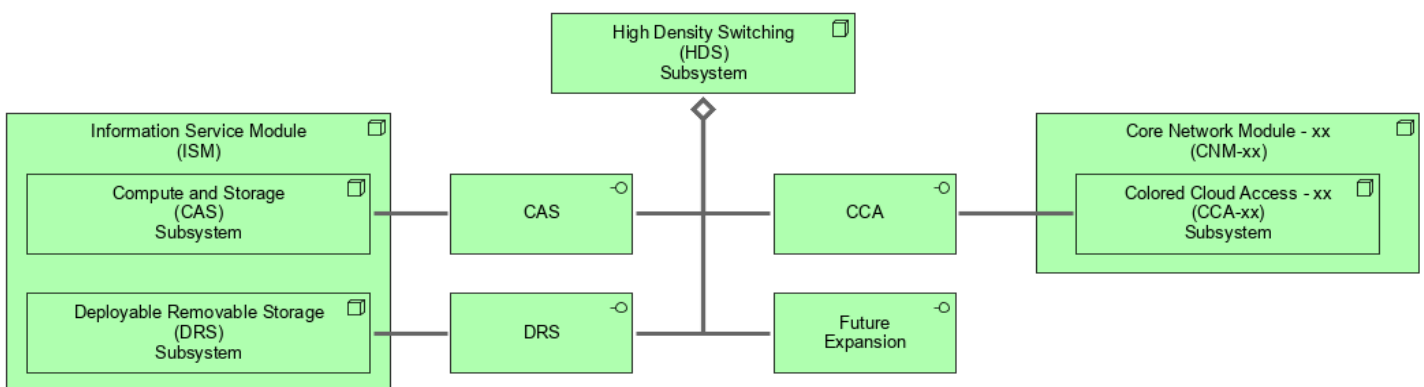 High Density Switching
(HDS)
Subsystem
Information Service Module
(ISM)
Compute and Storage
(CAS)
Subsystem
Deployable Removable Storage
(DRS)
Subsystem
CAS
DRS
CCA
Future
Expansion
Core Network Module - xx
(CNM-xx)
Colored Cloud Access - xx
(CCA-xx)
Subsystem